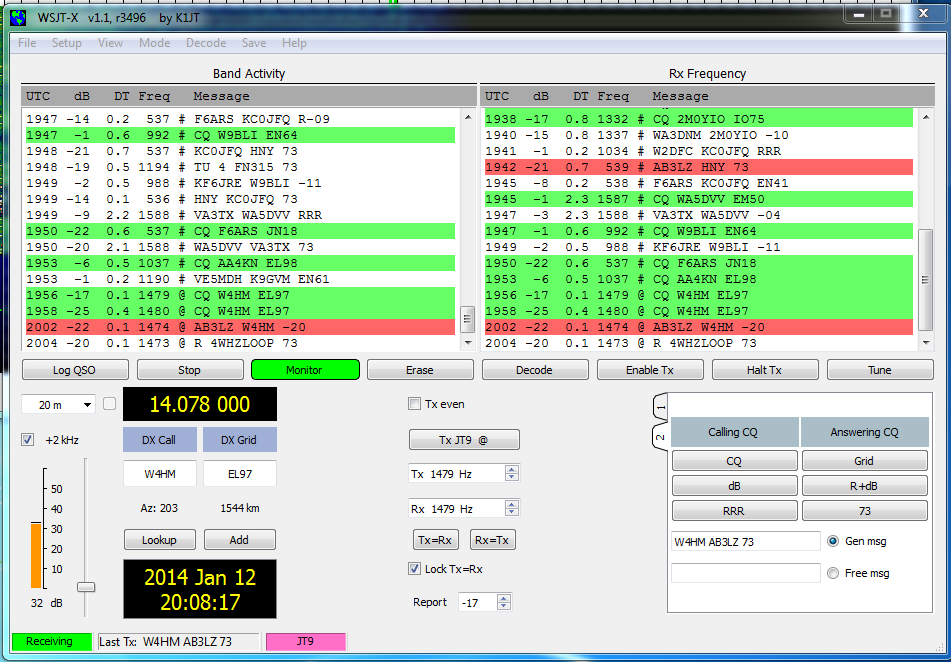 WSJT-X v1.1, r3496 by K1JT
File Setup View Mode Decode Save Help
Band Activity
UTC dB DT Freq Message
1947 -14 0.2 537 # F6ARS KC0JFQ R-09
1947 -1 0.6 992 # CQ W9BLI EN64
1948 -21 0.7 537 # KC0JFQ HNY 73
1948 -19 0.5 1194 # TU 4 FN315 73
1949 -2 0.5 988 # KF6JRE W9BLI -11
1949 -14 0.1 536 # HNY KC0JFQ 73
1949 -9 2.2 1588 # VA3TX WA5DVV RRR
1950 -22 0.6 537 # CQ F6ARS JN18
1950 -20 2.1 1588 # WA5DVV VA3TX 73
1953 -6 0.5 1037 # CQ AA4KN EL98
1953 -1 0.2 1190 # VE5MDH K9GVM EN61
1956 -17 0.1 1479 @ CQ W4HM EL97
1958 -25 0.4 1480 @ CQ W4HM EL97
2002 -22 0.1 1474 @ AB3LZ W4HM -20
2004 -20 0.1 1473 @ R 4WHZLOOP 73
Rx Frequency
UTC dB DT Freq Message
1938 -17 0.8 1332 # CQ 2M0YIO IO75
1940 -15 0.8 1337 # WA3DNM 2M0YIO -10
1941 -1 0.2 1034 # W2DFC KC0JFQ RRR
1942 -21 0.7 539 # AB3LZ HNY 73
1945 -8 0.2 538 # F6ARS KC0JFQ EN41
1945 -1 2.3 1587 # CQ WA5DVV EM50
1947 -3 2.3 1588 # VA3TX WA5DVV -04
1947 -1 0.6 992 # CQ W9BLI EN64
1949 -2 0.5 988 # KF6JRE W9BLI -11
1950 -22 0.6 537 # CQ F6ARS JN18
1953 -6 0.5 1037 # CQ AA4KN EL98
1956 -17 0.1 1479 @ CQ W4HM EL97
1958 -25 0.4 1480 @ CQ W4HM EL97
2002 -22 0.1 1474 @ AB3LZ W4HM -20
2004 -20 0.1 1473 @ R 4WHZLOOP 73
Log QSO Stop Monitor Erase Decode Enable Tx Halt Tx Tune
20 m
14.078 000
+2 kHz
DX Call DX Grid
W4HM EL97
Az: 203 1544 km
Lookup Add
2014 Jan 12
20:08:17
50
40
30
20
10
32 dB
Tx even
Tx JT9 @
Tx 1479 Hz
Rx 1479 Hz
Tx=Rx Rx=Tx
Lock Tx=Rx
Report -17
1
2
Calling CQ Answering CQ
CQ Grid
dB R+dB
RRR 73
W4HM AB3LZ 73 Gen msg
Free msg
Receiving Last Tx: W4HM AB3LZ 73 JT9